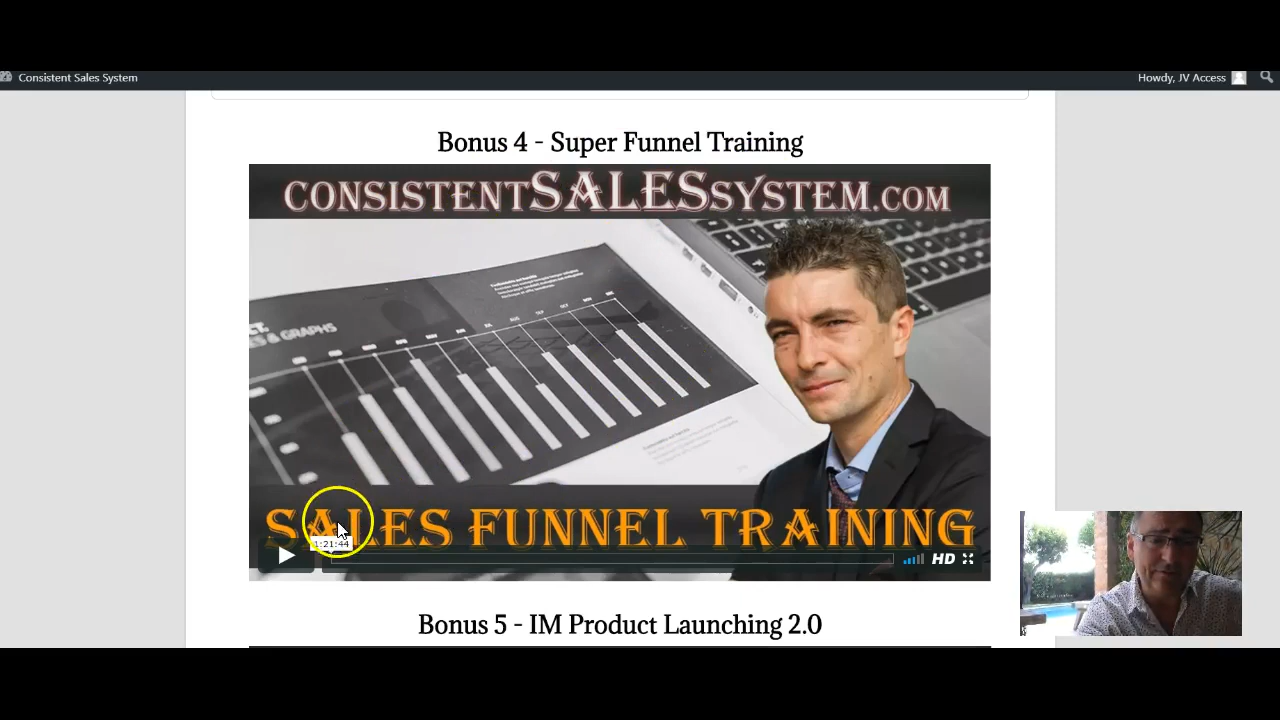 Consistent Sales System
Howdy, JV Access
Bonus 4 - Super Funnel Training
CONSISTENTSALESSYSTEM.COM
& GRAPHS
SALES FUNNEL TRAINING
1:21:44
HD
Bonus 5 - IM Product Launching 2.0